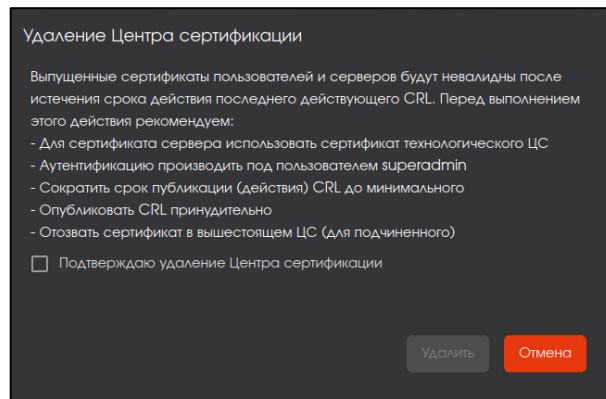 Удаление Центра сертификации
Выпущенные сертификаты пользователей и серверов будут невалидны после
истечения срока действия последнего действующего CRL. Перед выполнением
этого действия рекомендуем:
- Для сертификата сервера использовать сертификат технологического ЦС
- Аутентификацию производить под пользователем superadmin
- Сократить срок публикации (действия) CRL до минимального
- Опубликовать CRL принудительно
- Отозвать сертификат в вышестоящем ЦС (для подчиненного)
Подтверждаю удаление Центра сертификации
Удалить Отмена